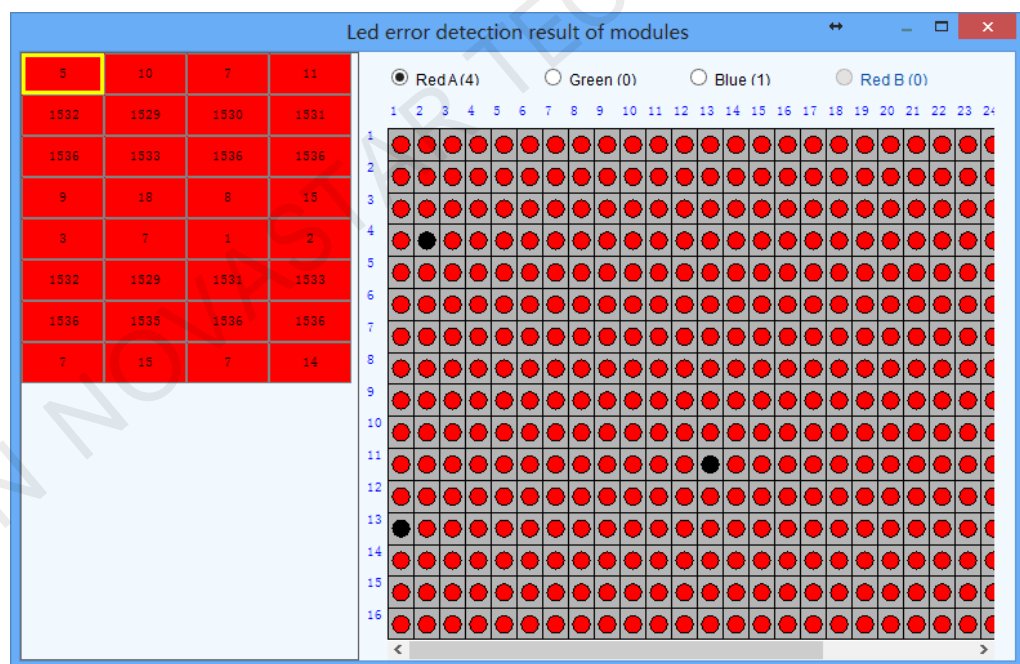 Led error detection result of modules
5 10 7 11
1532 1529 1530 1531
1536 1533 1536 1536
9 18 8 15
3 7 1 2
1532 1529 1531 1533
1536 1535 1536 1536
7 15 7 14
Red A (4) Green (0) Blue (1) Red B (0)
1 2 3 4 5 6 7 8 9 10 11 12 13 14 15 16 17 18 19 20 21 22 23 24
1
2
3
4
5
6
7
8
9
10
11
12
13
14
15
16
N NOVASTAR TEC